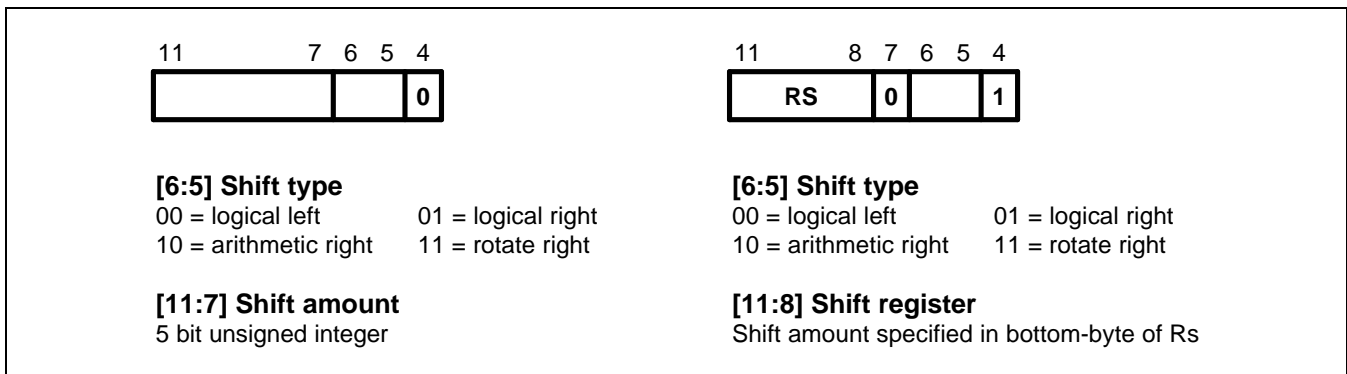 11 7 6 5 4
0
[6:5] Shift type
00 = logical left 01 = logical right
10 = arithmetic right 11 = rotate right
[11:7] Shift amount
5 bit unsigned integer
11 8 7 6 5 4
RS 0 1
[6:5] Shift type
00 = logical left 01 = logical right
10 = arithmetic right 11 = rotate right
[11:8] Shift register
Shift amount specified in bottom-byte of Rs